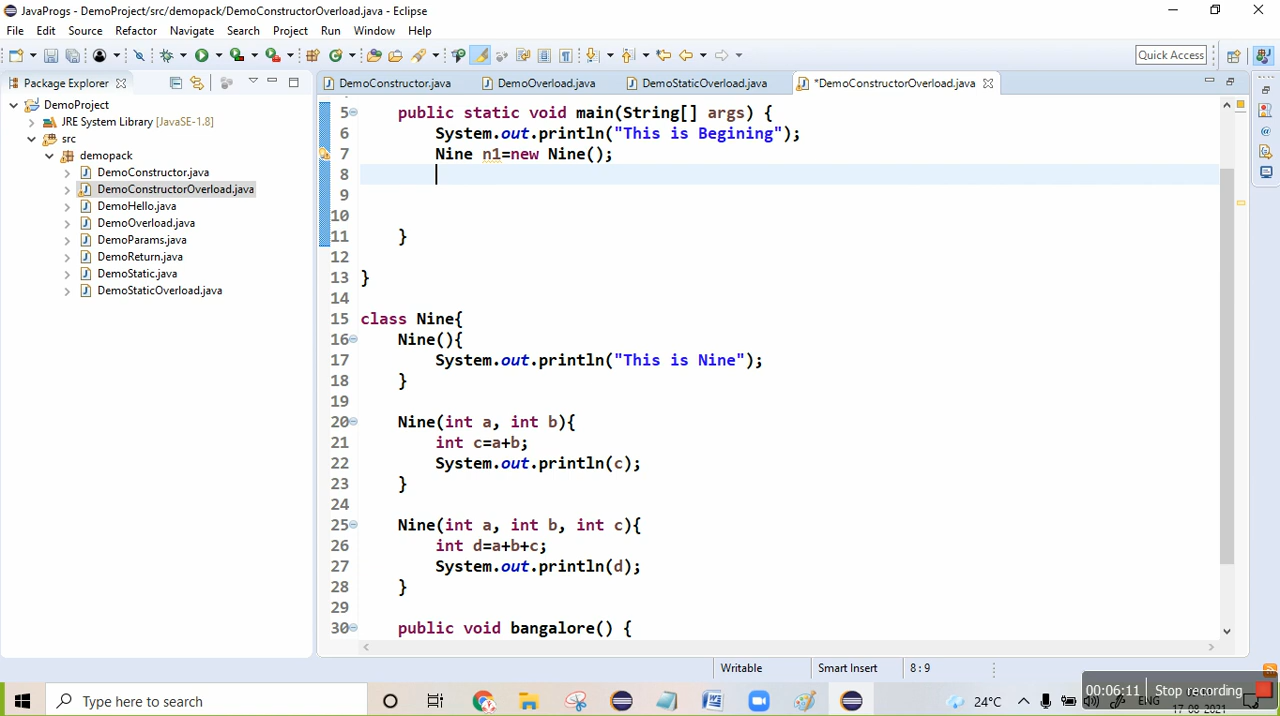 JavaProgs - DemoProject/src/demopack/DemoConstructorOverload.java - Eclipse
File Edit Source Refactor Navigate Search Project Run Window Help
Quick Access
Package Explorer
DemoConstructor.java DemoOverload.java DemoStaticOverload.java *DemoConstructorOverload.java
DemoProject
JRE System Library [JavaSE-1.8]
src
demopack
DemoConstructor.java
DemoConstructorOverload.java
DemoHello.java
DemoOverload.java
DemoParams.java
DemoReturn.java
DemoStatic.java
DemoStaticOverload.java
5 public static void main(String[] args) {
6 System.out.println("This is Begining");
7 Nine n1=new Nine();
8
9
10
11 }
12
13 }
14
15 class Nine{
16 Nine(){
17 System.out.println("This is Nine");
18 }
19
20 Nine(int a, int b){
21 int c=a+b;
22 System.out.println(c);
23 }
24
25 Nine(int a, int b, int c){
26 int d=a+b+c;
27 System.out.println(d);
28 }
29
30 public void bangalore() {
Writable Smart Insert 8 : 9
Type here to search
24°C
ENG
17-08-2021
00:06:11 Stop recording